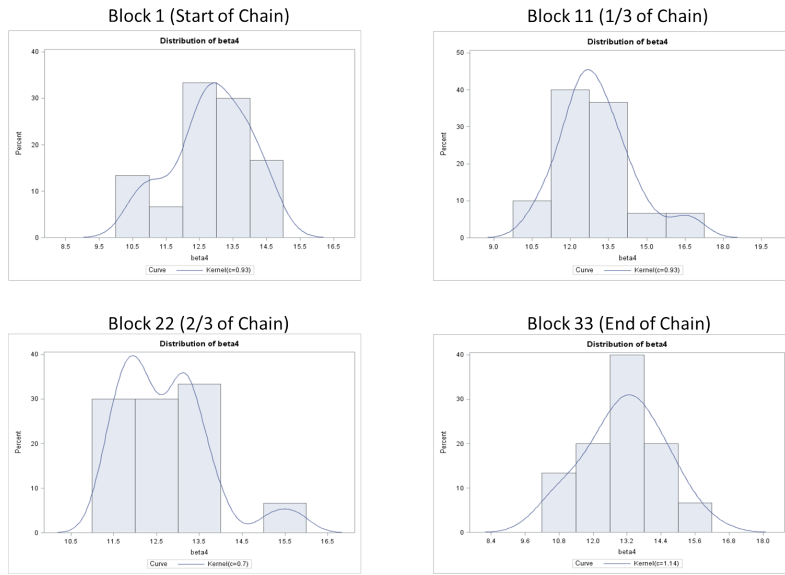 Block 1 (Start of Chain)
Distribution of beta4
40
30
20
10
0
Percent
8.5 9.5 10.5 11.5 12.5 13.5 14.5 15.5 16.5
beta4
Curve Kernel(c=0.93)
Block 11 (1/3 of Chain)
Distribution of beta4
50
40
30
20
10
0
Percent
9.0 10.5 12.0 13.5 15.0 16.5 18.0 19.5
beta4
Curve Kernel(c=0.93)
Block 22 (2/3 of Chain)
Distribution of beta4
40
30
20
10
0
Percent
10.5 11.5 12.5 13.5 14.5 15.5 16.5
beta4
Curve Kernel(c=0.7)
Block 33 (End of Chain)
Distribution of beta4
40
30
20
10
0
Percent
8.4 9.6 10.8 12.0 13.2 14.4 15.6 16.8 18.0
beta4
Curve Kernel(c=1.14)